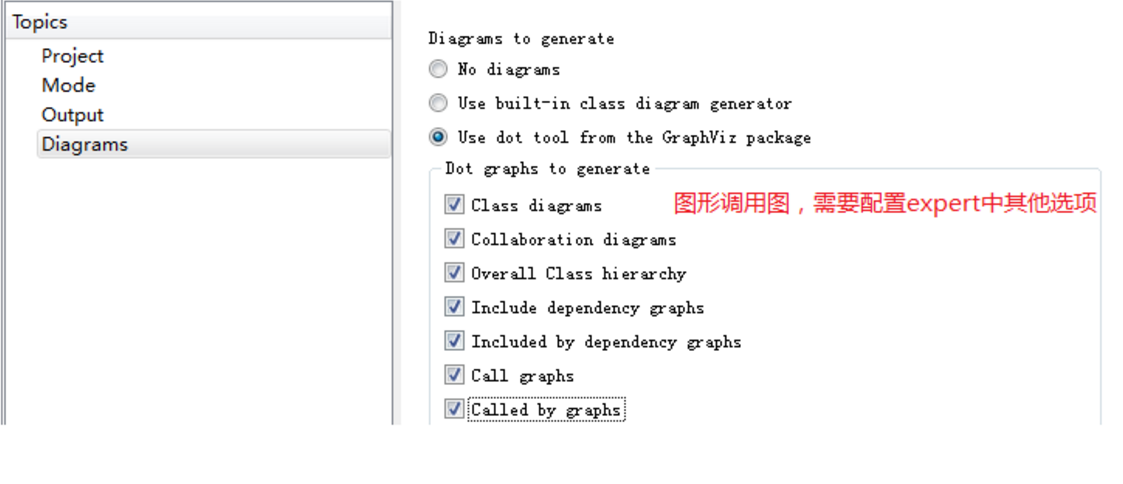 Topics
Project
Mode
Output
Diagrams
Diagrams to generate
No diagrams
Use built-in class diagram generator
Use dot tool from the GraphViz package
Dot graphs to generate
Class diagrams
图形调用图，需要配置expert中其他选项
Collaboration diagrams
Overall Class hierarchy
Include dependency graphs
Included by dependency graphs
Call graphs
Called by graphs